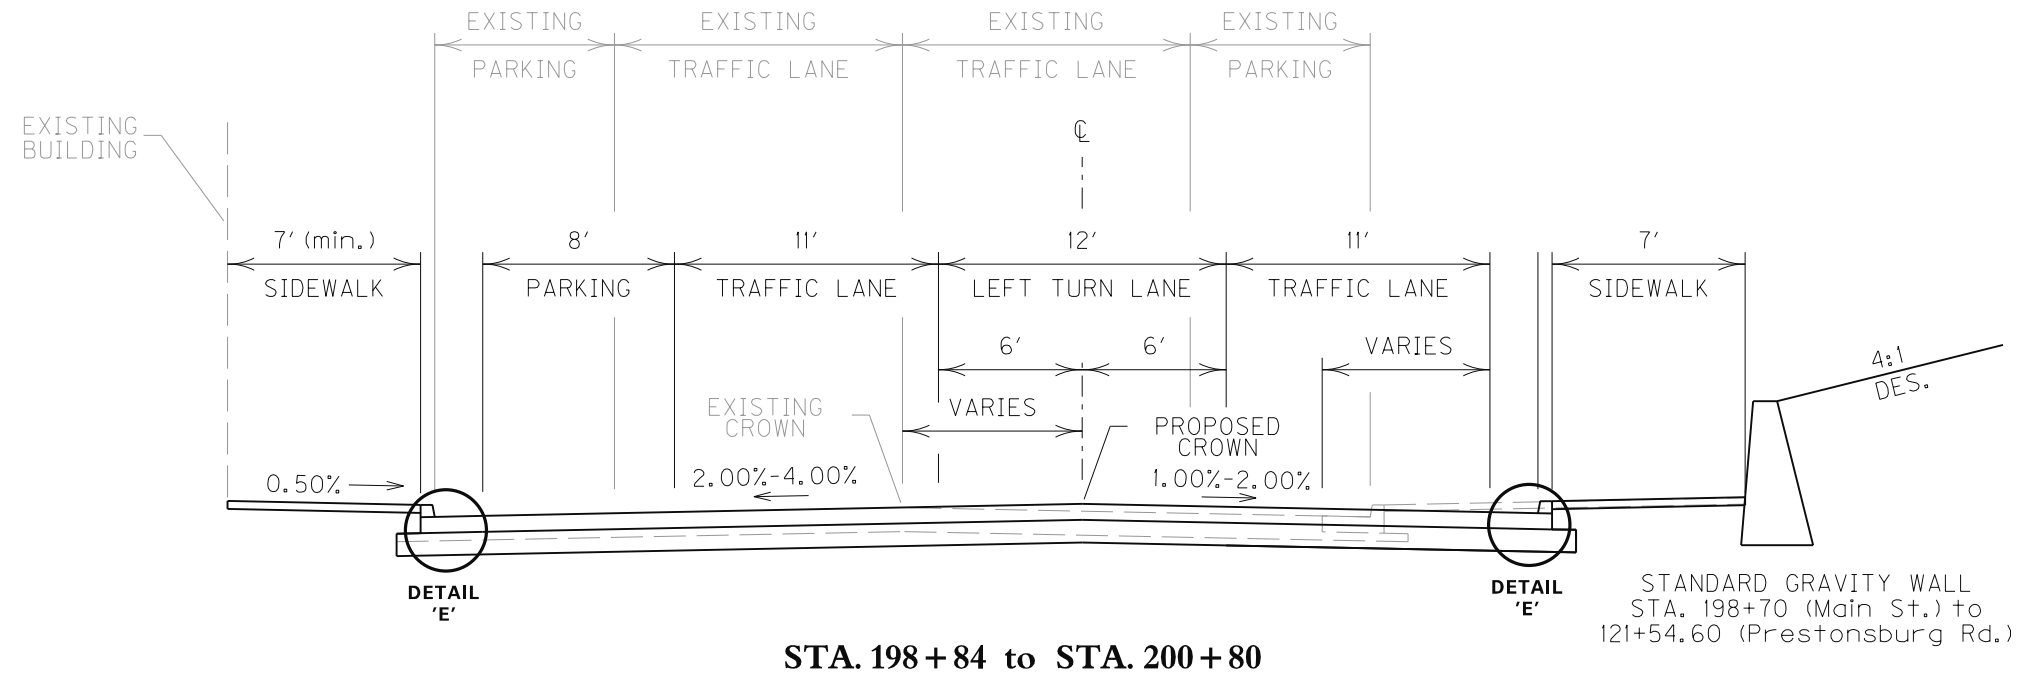 EXISTING EXISTING EXISTING EXISTING
PARKING TRAFFIC LANE TRAFFIC LANE PARKING
EXISTING
BUILDING
℄
7' (min.) 8' 11' 12' 11' 7'
SIDEWALK PARKING TRAFFIC LANE LEFT TURN LANE TRAFFIC LANE SIDEWALK
6' 6' VARIES
4:1
DES.
EXISTING
CROWN
VARIES
PROPOSED
CROWN
0.50% 2.00%-4.00% 1.00%-2.00%
DETAIL
'E'
DETAIL
'E'
STANDARD GRAVITY WALL
STA. 198+70 (Main St.) to
121+54.60 (Prestonsburg Rd.)
STA. 198+84 to STA. 200+80